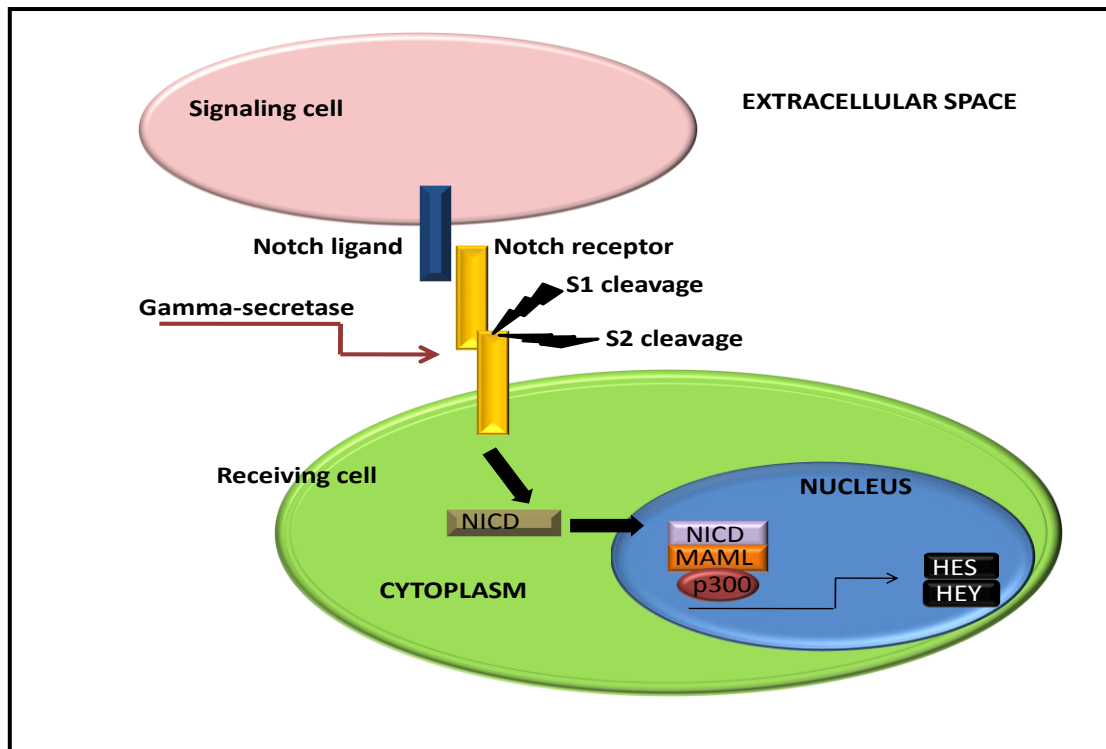 Signaling cell
EXTRACELLULAR SPACE
Notch ligand
Notch receptor
S1 cleavage
Gamma-secretase
S2 cleavage
Receiving cell
NUCLEUS
NICD
NICD
MAML
p300
HES
HEY
CYTOPLASM